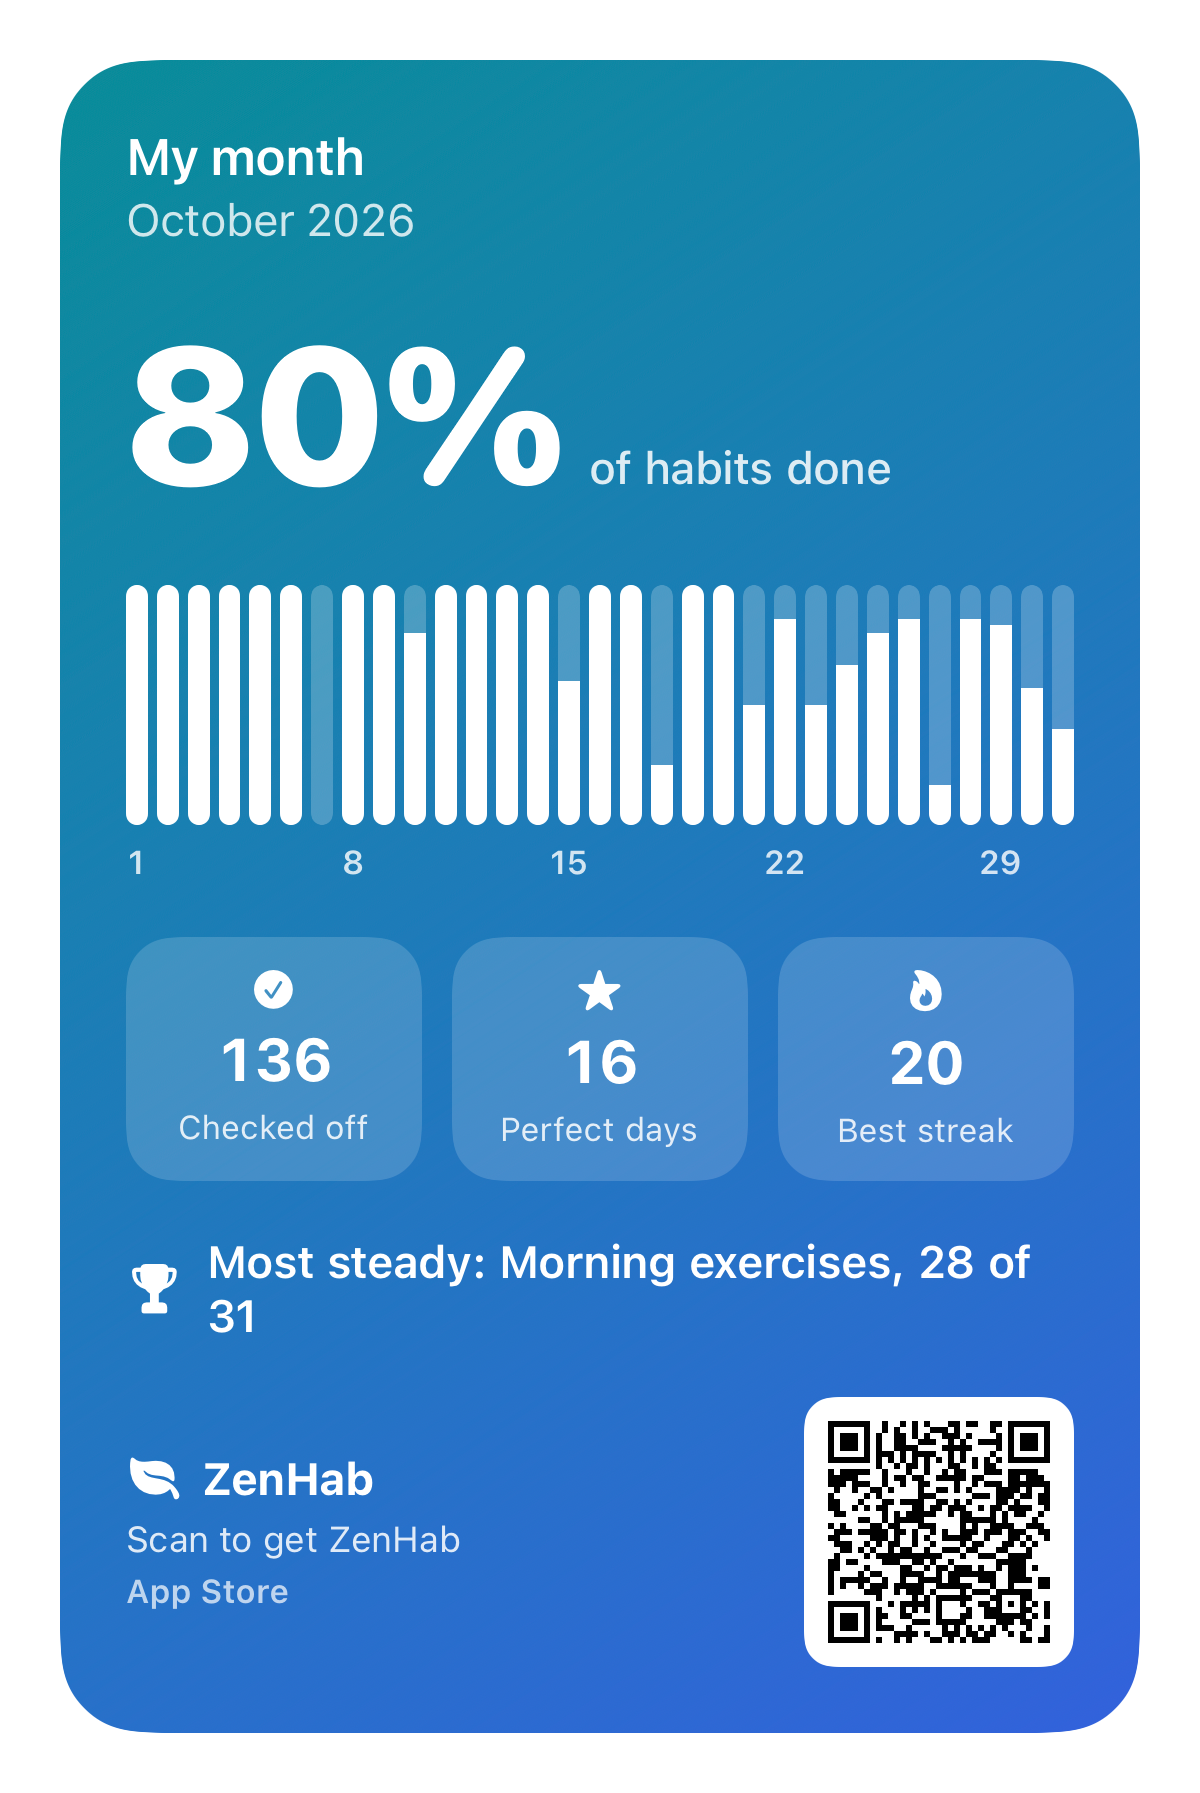 My month
October 2026
80% of habits done
1 8 15 22 29
136 16 20
Checked off Perfect days Best streak
Most steady: Morning exercises, 28 of
31
ZenHab
Scan to get ZenHab
App Store